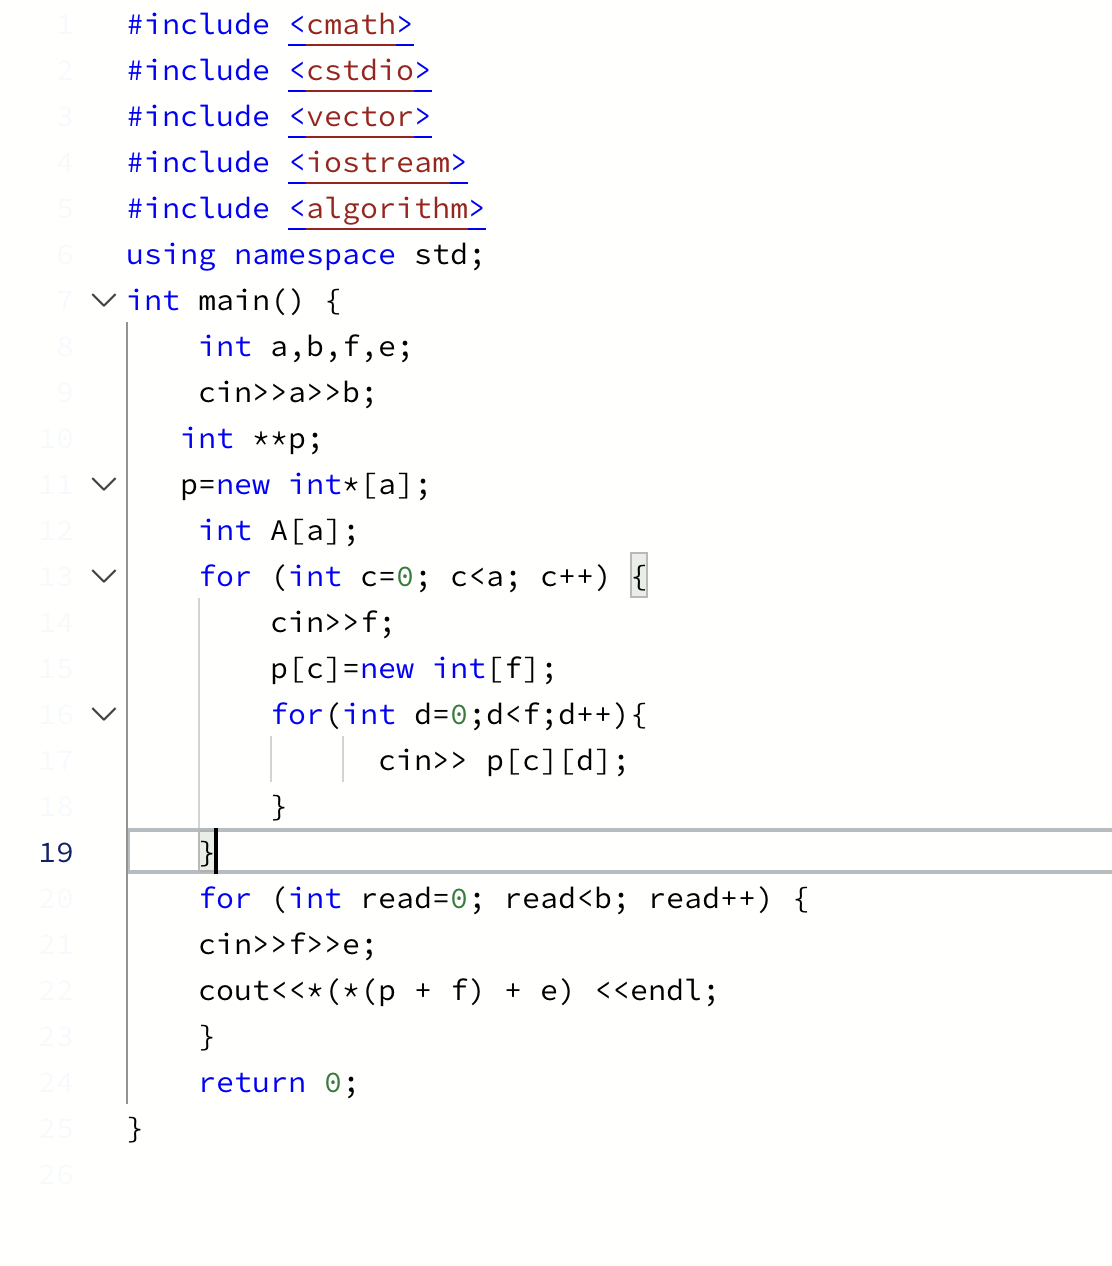 1 #include <cmath>
2 #include <cstdio>
3 #include <vector>
4 #include <iostream>
5 #include <algorithm>
6 using namespace std;
7 int main() {
8 int a,b,f,e;
9 cin>>a>>b;
10 int **p;
11 p=new int*[a];
12 int A[a];
13 for (int c=0; c<a; c++) {
14 cin>>f;
15 p[c]=new int[f];
16 for(int d=0;d<f;d++){
17 cin>> p[c][d];
18 }
19 }
20 for (int read=0; read<b; read++) {
21 cin>>f>>e;
22 cout<<*(*(p + f) + e) <<endl;
23 }
24 return 0;
25 }
26